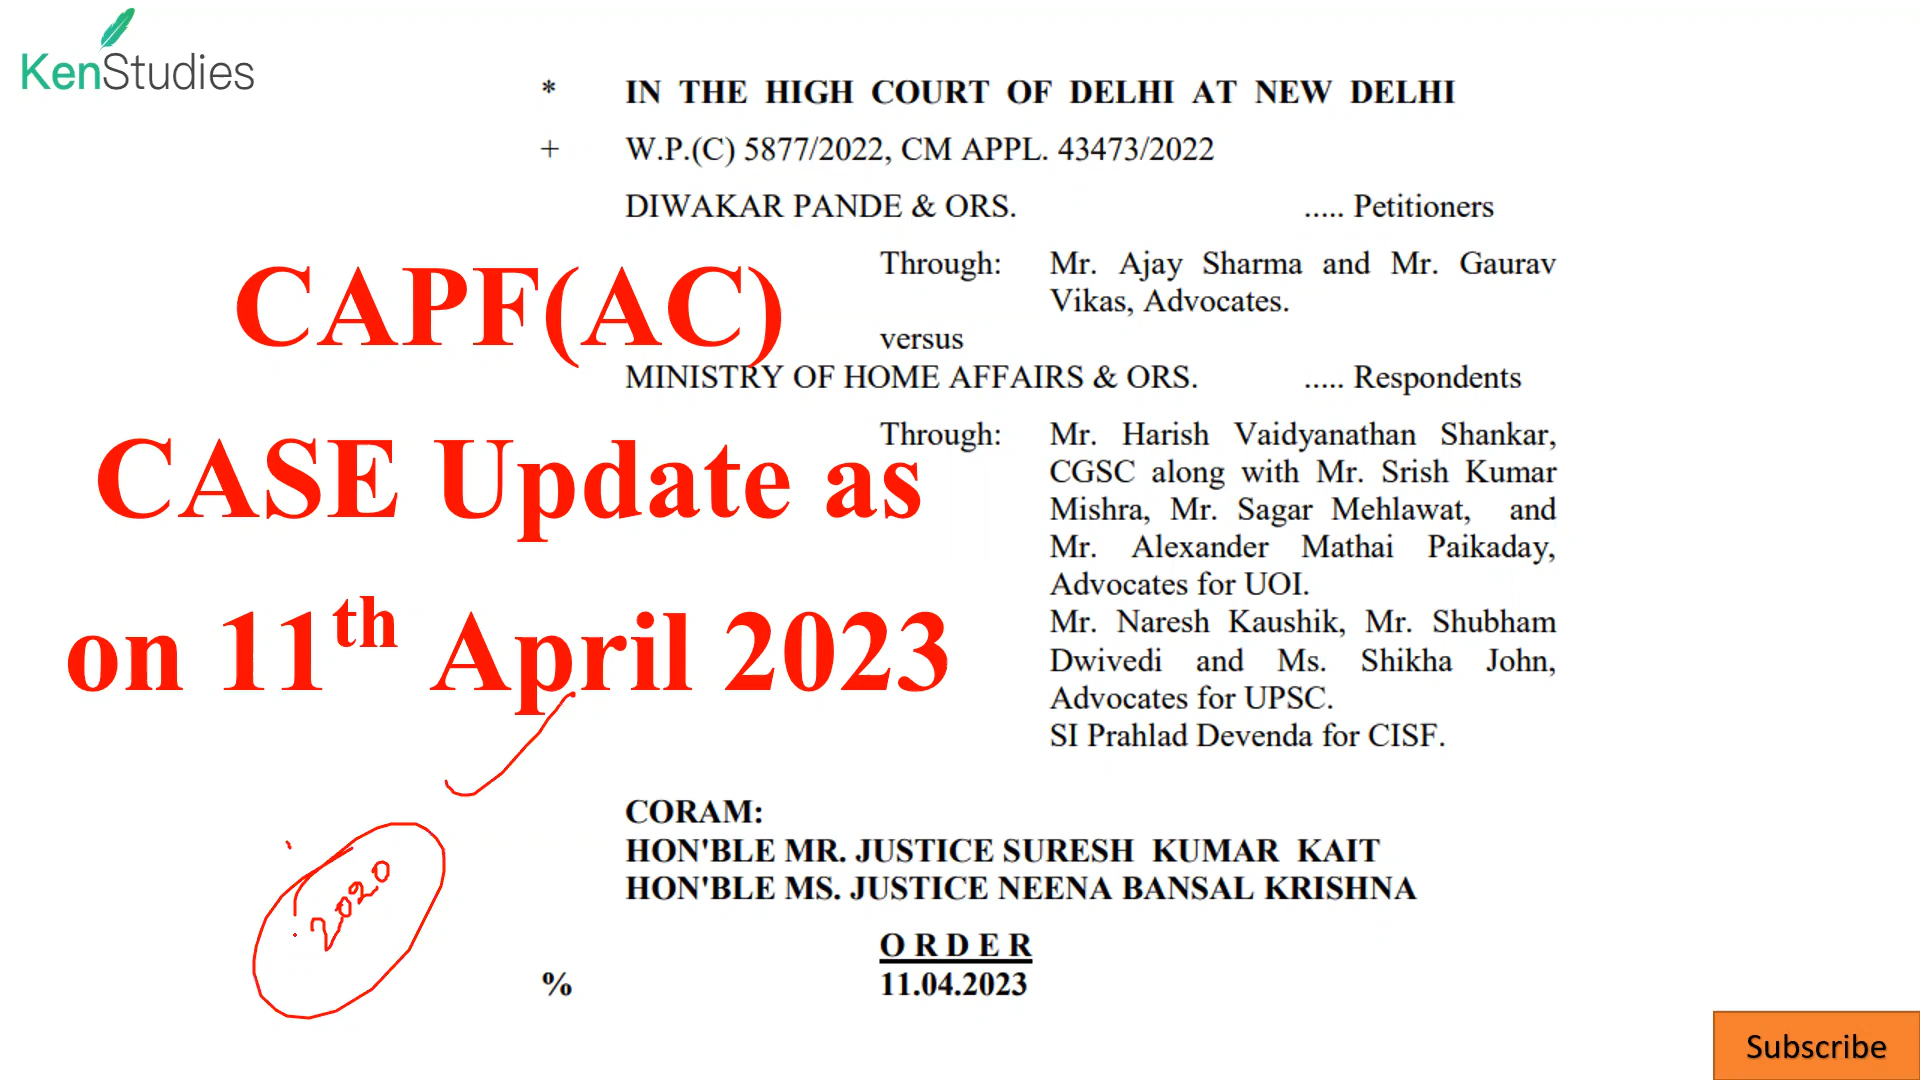 KenStudies
* IN THE HIGH COURT OF DELHI AT NEW DELHI
+ W.P.(C) 5877/2022, CM APPL. 43473/2022
DIWAKAR PANDE & ORS. ..... Petitioners
Through: Mr. Ajay Sharma and Mr. Gaurav
Vikas, Advocates.
versus
MINISTRY OF HOME AFFAIRS & ORS. ..... Respondents
Through: Mr. Harish Vaidyanathan Shankar,
CGSC along with Mr. Srish Kumar
Mishra, Mr. Sagar Mehlawat, and
Mr. Alexander Mathai Paikaday,
Advocates for UOI.
Mr. Naresh Kaushik, Mr. Shubham
Dwivedi and Ms. Shikha John,
Advocates for UPSC.
SI Prahlad Devenda for CISF.
CORAM:
HON'BLE MR. JUSTICE SURESH KUMAR KAIT
HON'BLE MS. JUSTICE NEENA BANSAL KRISHNA
O R D E R
% 11.04.2023
CAPF(AC)
CASE Update as
on 11th April 2023
2020
Subscribe